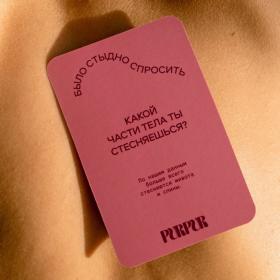 БЫЛО СТЫДНО СПРОСИТЬ
КАКОЙ
ЧАСТИ ТЕЛА ТЫ
СТЕСНЯЕШЬСЯ?
По нашим данным
больше всего
стесняются живота
и спины.
PURPUR